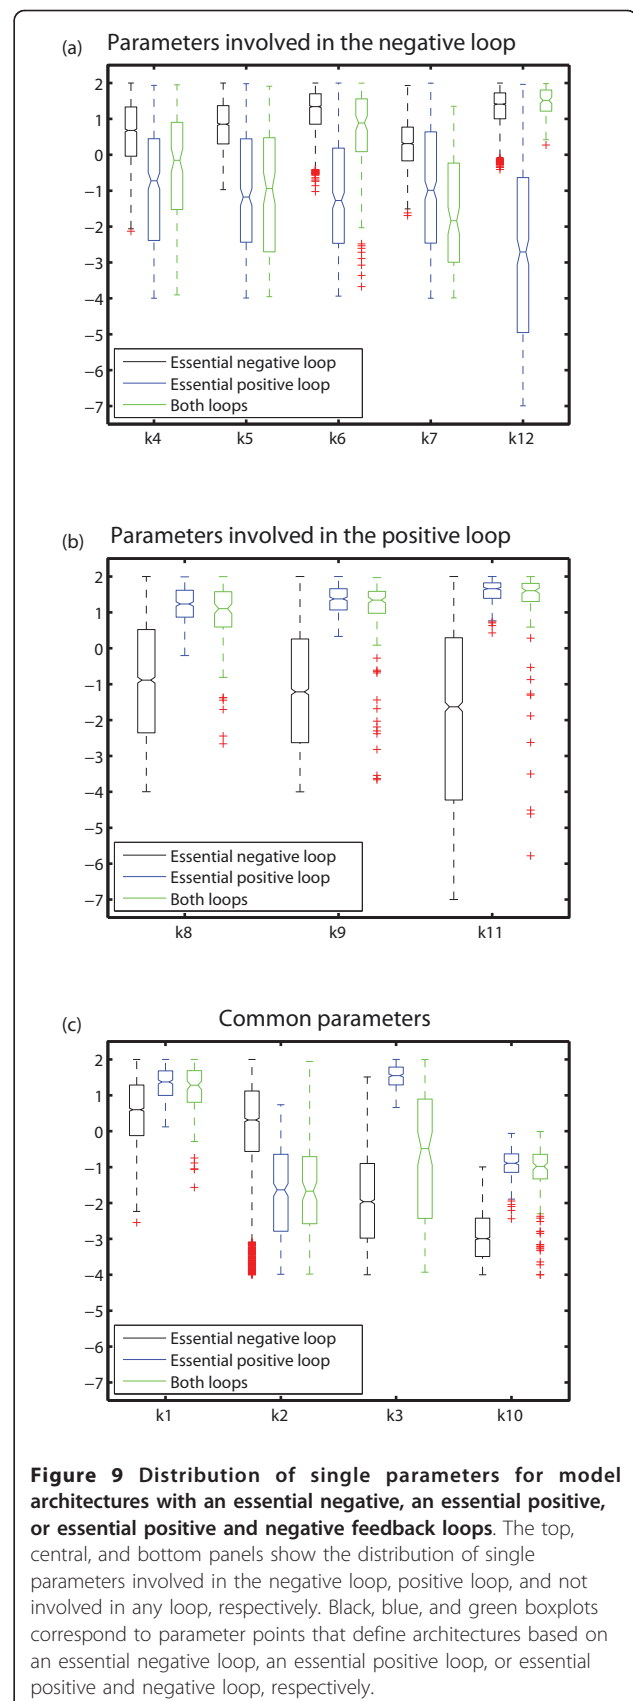 (a) Parameters involved in the negative loop
2
1
0
−1
−2
−3
−4
−5
−6
−7
Essential negative loop
Essential positive loop
Both loops
k4 k5 k6 k7 k12
(b) Parameters involved in the positive loop
2
1
0
−1
−2
−3
−4
−5
−6
−7
Essential negative loop
Essential positive loop
Both loops
k8 k9 k11
(c) Common parameters
2
1
0
−1
−2
−3
−4
−5
−6
−7
Essential negative loop
Essential positive loop
Both loops
k1 k2 k3 k10
Figure 9 Distribution of single parameters for model
architectures with an essential negative, an essential positive,
or essential positive and negative feedback loops. The top,
central, and bottom panels show the distribution of single
parameters involved in the negative loop, positive loop, and not
involved in any loop, respectively. Black, blue, and green boxplots
correspond to parameter points that define architectures based on
an essential negative loop, an essential positive loop, or essential
positive and negative loop, respectively.